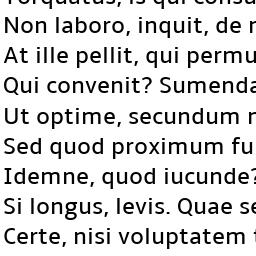 Torquatus, is qui consu
Non laboro, inquit, de n
At ille pellit, qui permu
Qui convenit? Sumenda
Ut optime, secundum n
Sed quod proximum fu
Idemne, quod iucunde?
Si longus, levis. Quae se
Certe, nisi voluptatem t